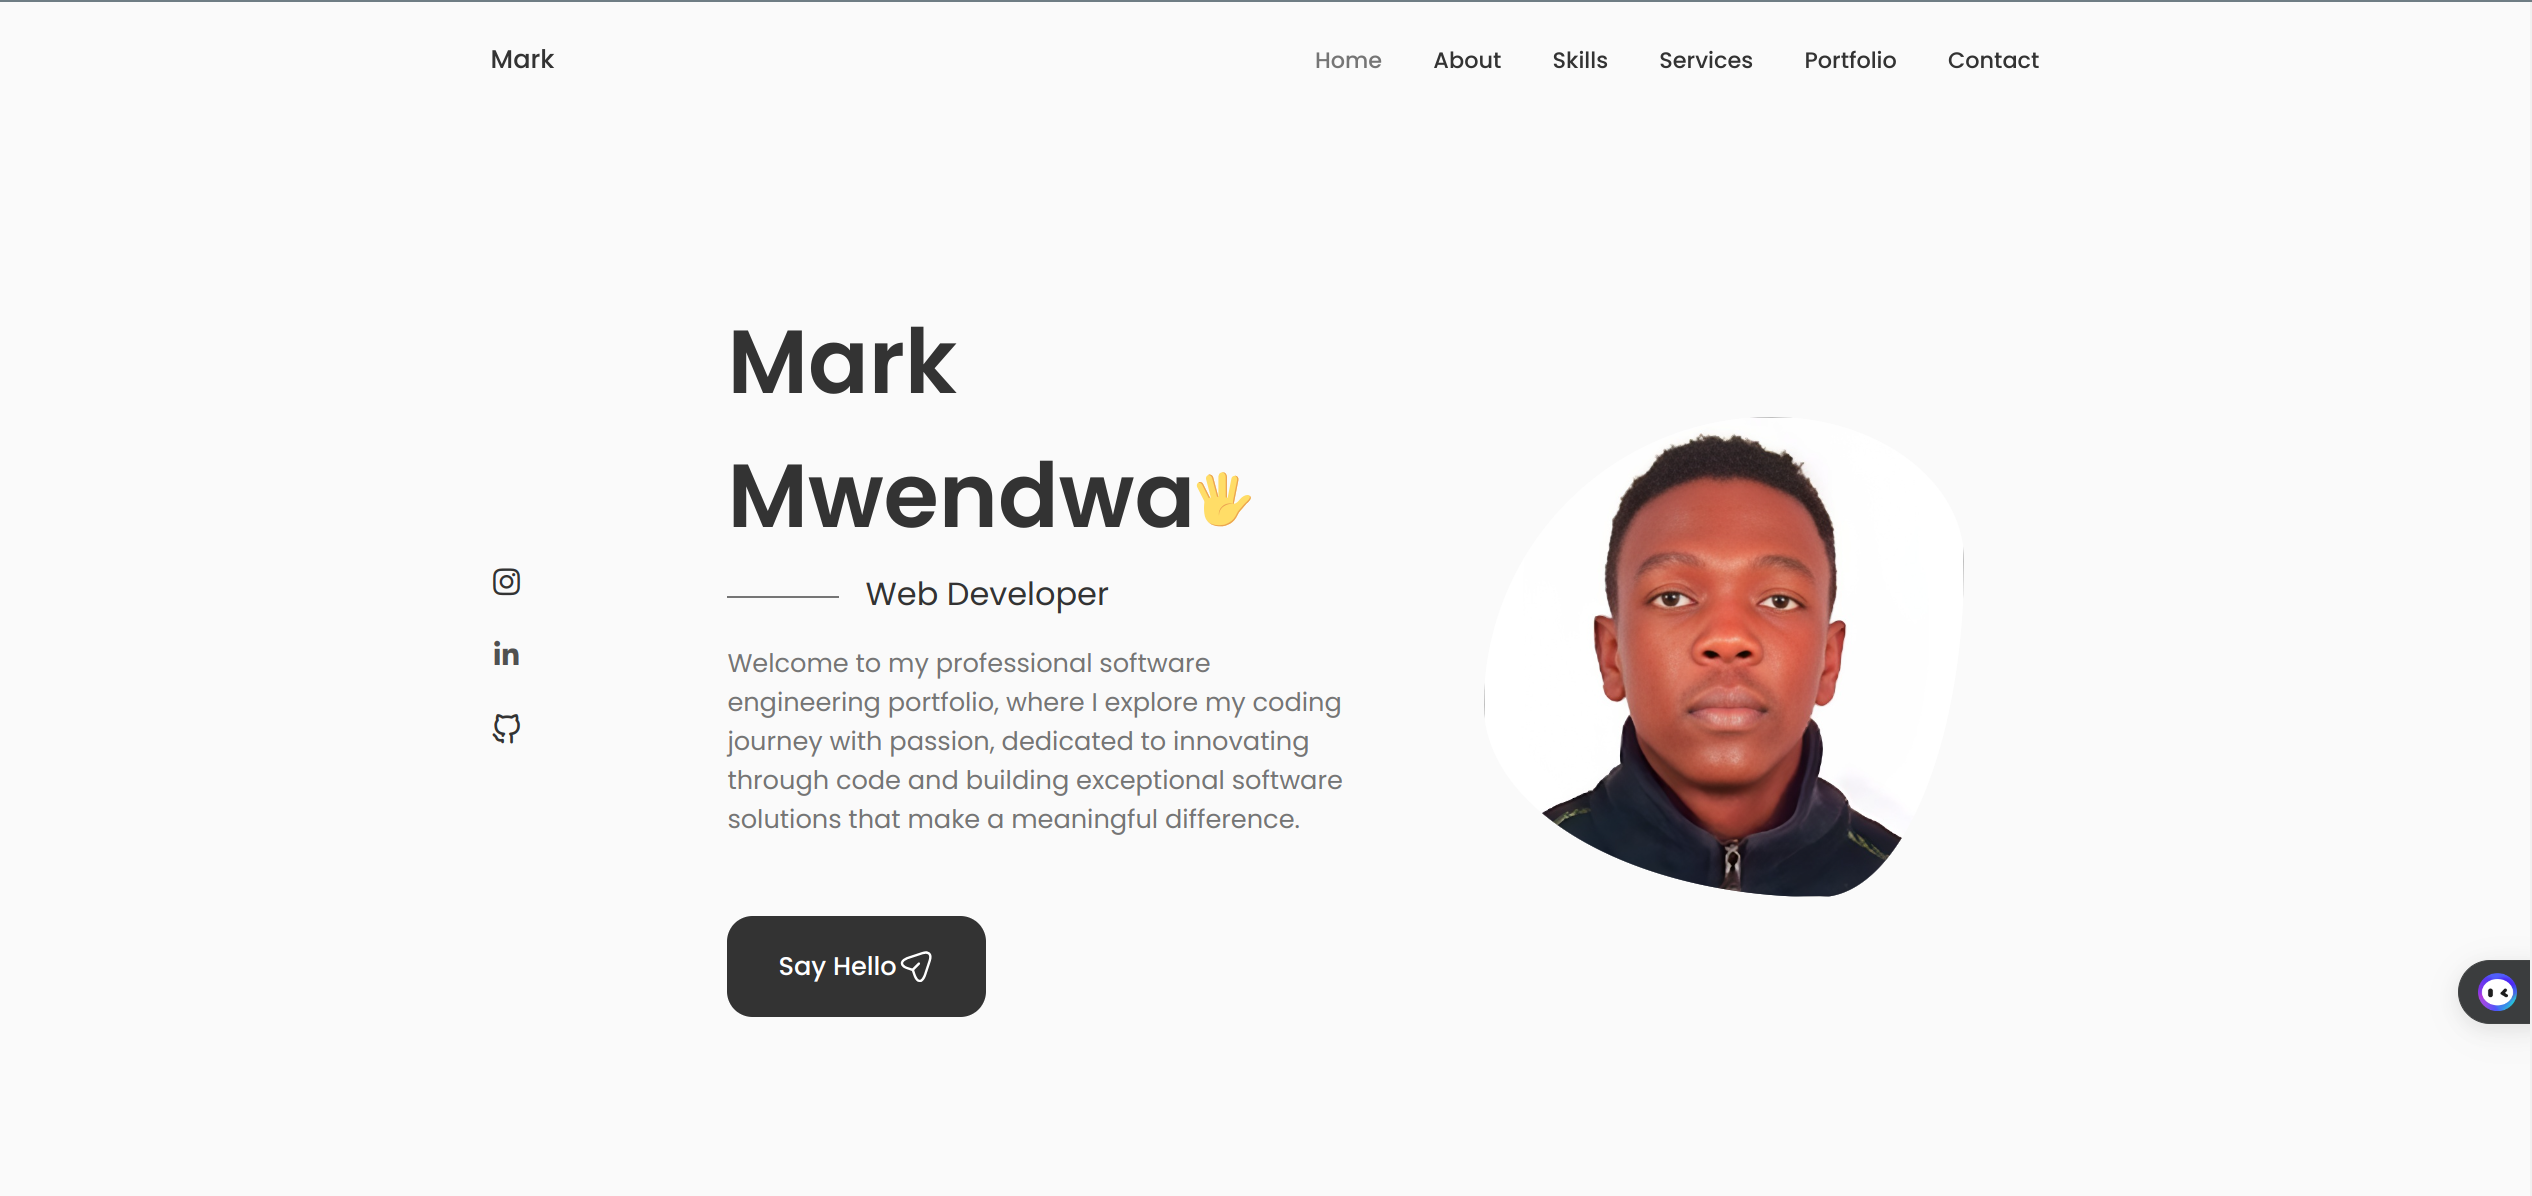 Mark
Home About Skills Services Portfolio Contact
Mark
Mwendwa
Web Developer
Welcome to my professional software
engineering portfolio, where I explore my coding
journey with passion, dedicated to innovating
through code and building exceptional software
solutions that make a meaningful difference.
Say Hello